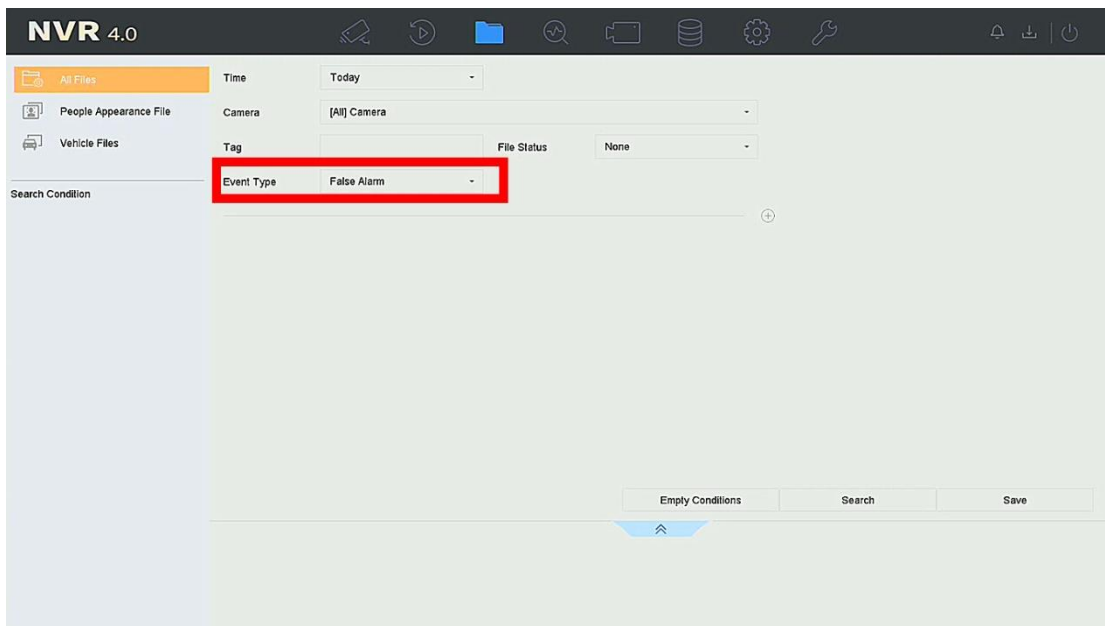 NVR 4.0
All Files
People Appearance File
Vehicle Files
Search Condition
Time Today
Camera [All] Camera
Tag File Status None
Event Type False Alarm
Empty Conditions Search Save